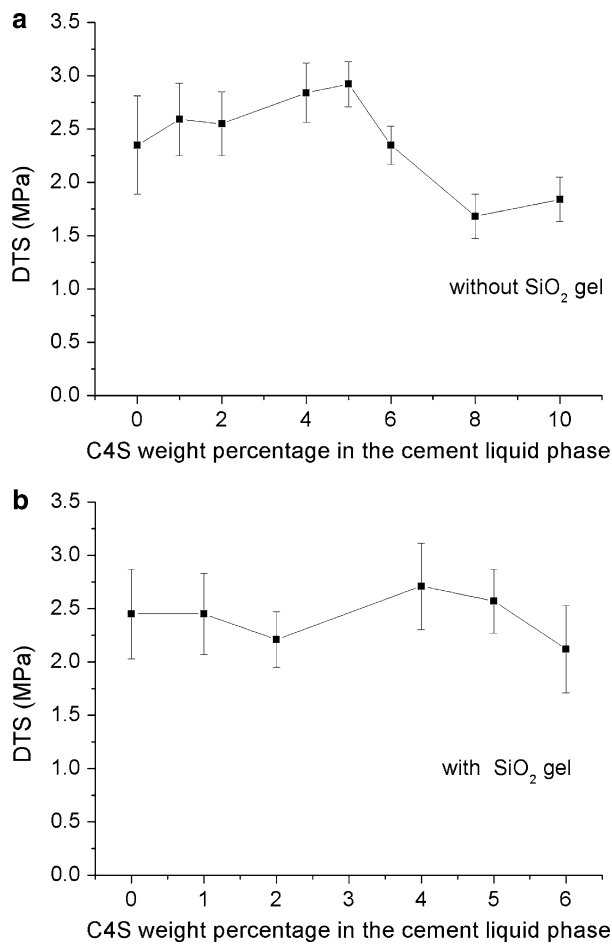 a
3.5
3.0
2.5
2.0
1.5
1.0
0.5
0.0
DTS (MPa)
without SiO₂ gel
0 2 4 6 8 10
C4S weight percentage in the cement liquid phase
b
3.5
3.0
2.5
2.0
1.5
1.0
0.5
0.0
DTS (MPa)
with SiO₂ gel
0 1 2 3 4 5 6
C4S weight percentage in the cement liquid phase